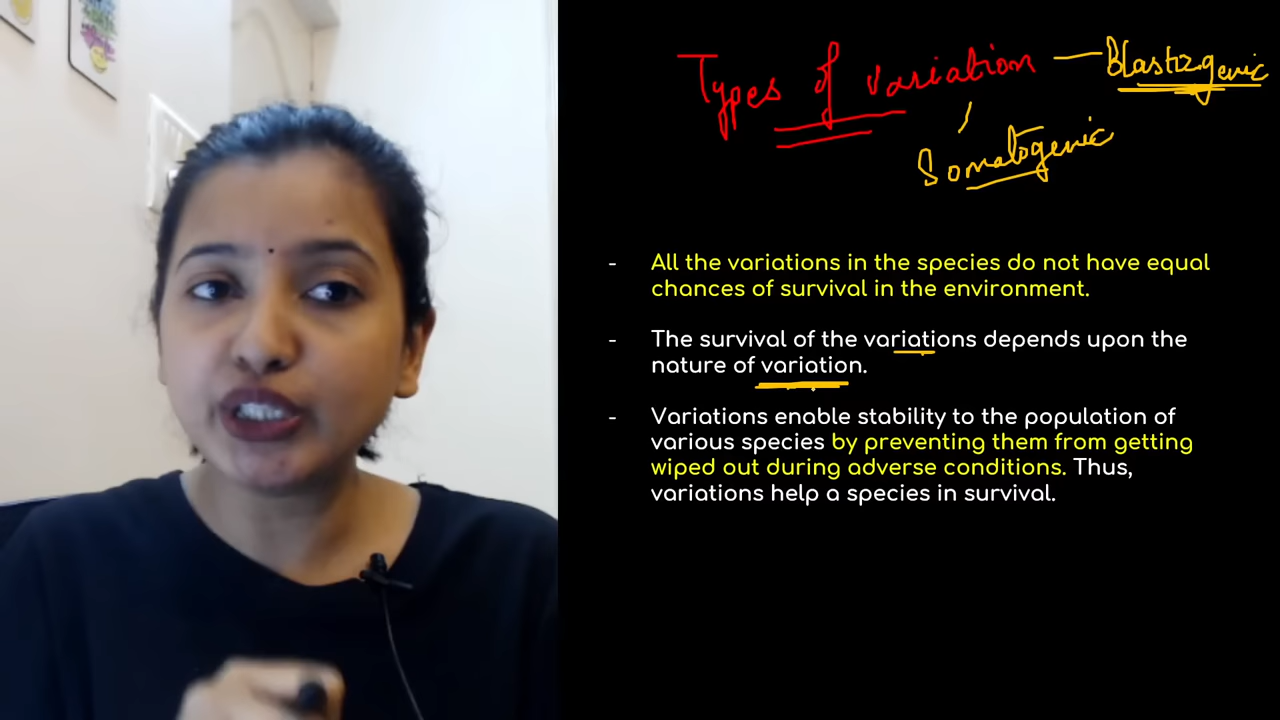 Types of variation — Blastogenic
Somatogenic
- All the variations in the species do not have equal
chances of survival in the environment.
- The survival of the variations depends upon the
nature of variation.
- Variations enable stability to the population of
various species by preventing them from getting
wiped out during adverse conditions. Thus,
variations help a species in survival.